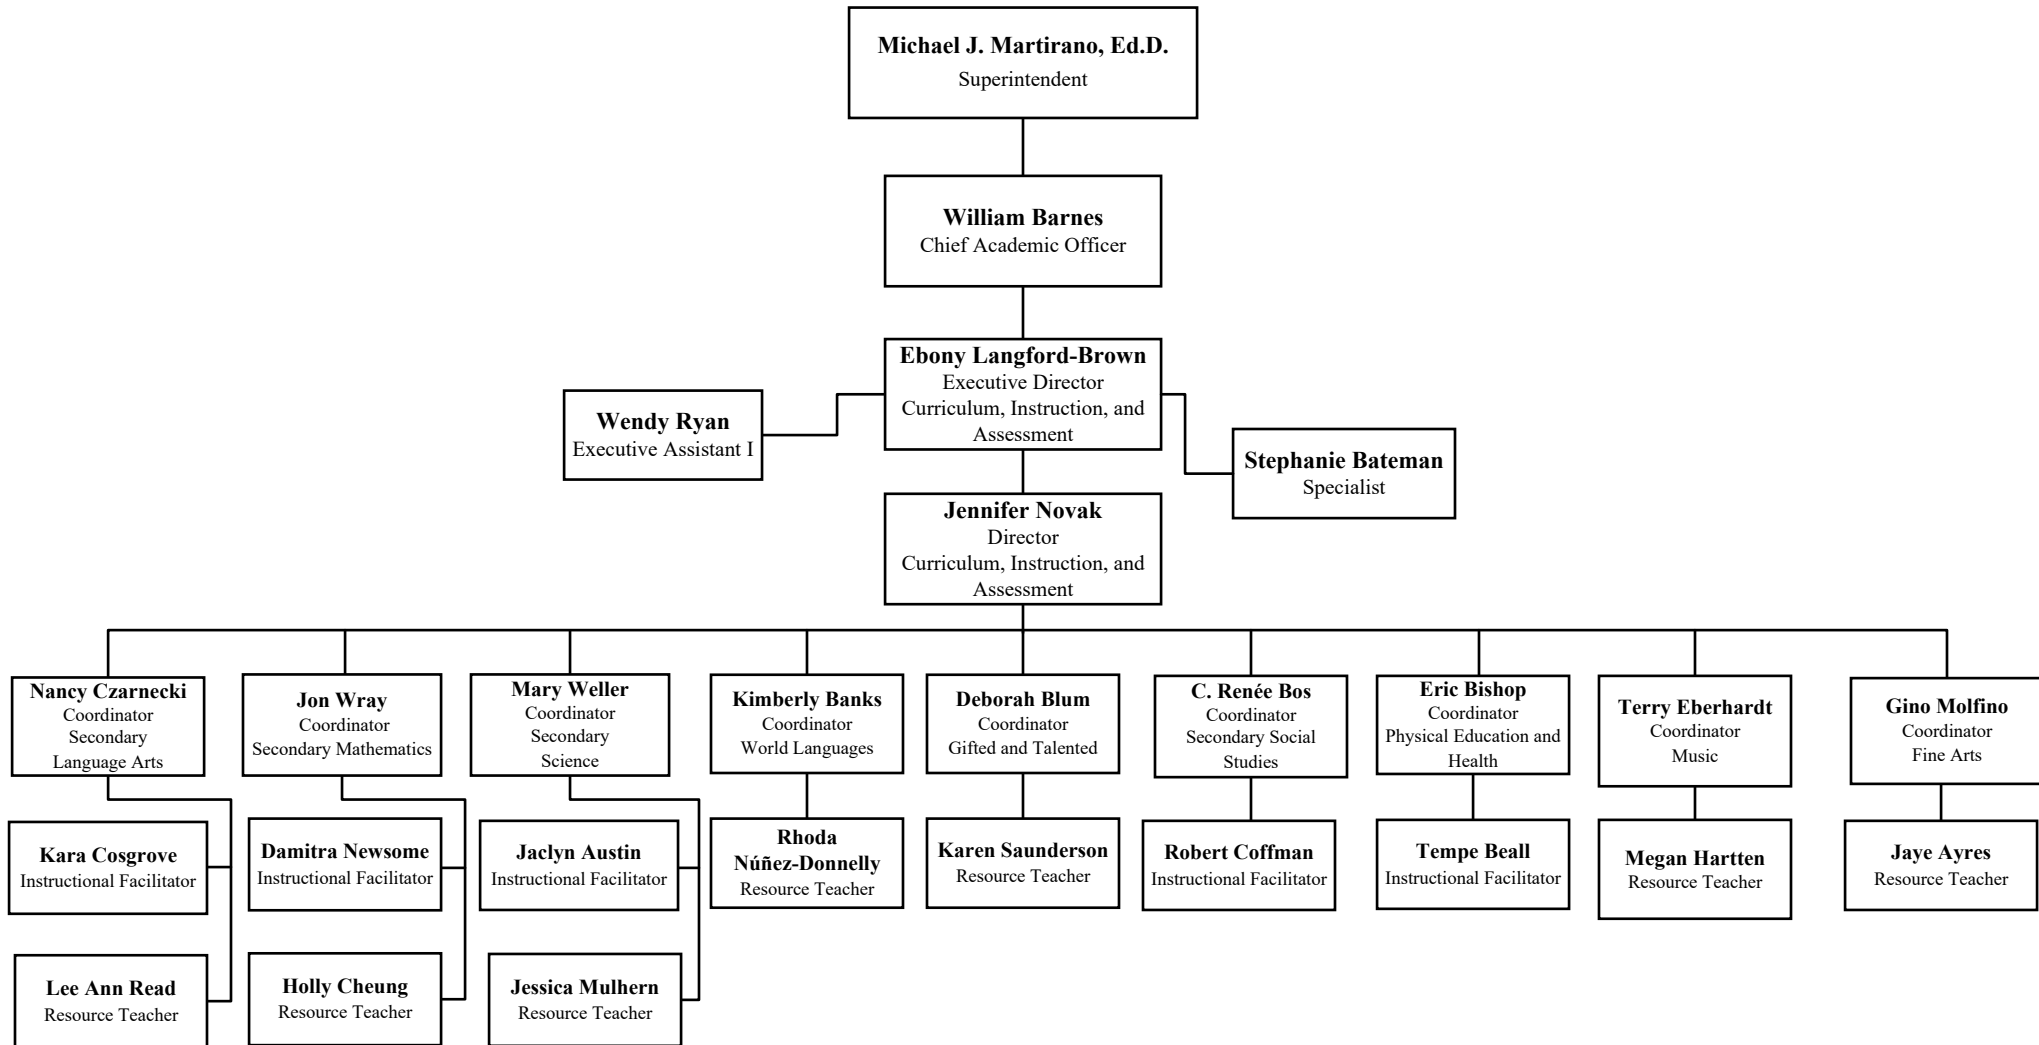 Michael J. Martirano, Ed.D.
Superintendent
William Barnes
Chief Academic Officer
Ebony Langford-Brown
Executive Director
Curriculum, Instruction, and
Assessment
Wendy Ryan
Executive Assistant I
Stephanie Bateman
Specialist
Jennifer Novak
Director
Curriculum, Instruction, and
Assessment
Nancy Czarnecki
Coordinator
Secondary
Language Arts
Jon Wray
Coordinator
Secondary Mathematics
Mary Weller
Coordinator
Secondary
Science
Kimberly Banks
Coordinator
World Languages
Deborah Blum
Coordinator
Gifted and Talented
C. Renée Bos
Coordinator
Secondary Social
Studies
Eric Bishop
Coordinator
Physical Education and
Health
Terry Eberhardt
Coordinator
Music
Gino Molfino
Coordinator
Fine Arts
Kara Cosgrove
Instructional Facilitator
Damitra Newsome
Instructional Facilitator
Jaclyn Austin
Instructional Facilitator
Rhoda
Núñez-Donnelly
Resource Teacher
Karen Saunderson
Resource Teacher
Robert Coffman
Instructional Facilitator
Tempe Beall
Instructional Facilitator
Megan Hartten
Resource Teacher
Jaye Ayres
Resource Teacher
Lee Ann Read
Resource Teacher
Holly Cheung
Resource Teacher
Jessica Mulhern
Resource Teacher